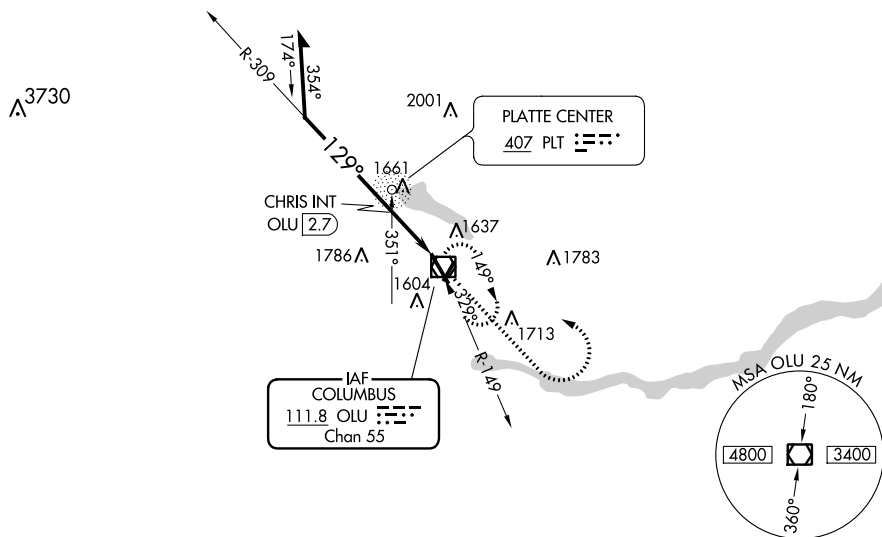 R-309
174°
354°
3730
2001
PLATTE CENTER
407 PLT
129°
1661
CHRIS INT
OLU 2.7
351°
1637
1786
149°
1783
1604
329°
1713
R-149
IAF
COLUMBUS
111.8 OLU
Chan 55
MSA OLU 25 NM
180°
4800
3400
360°